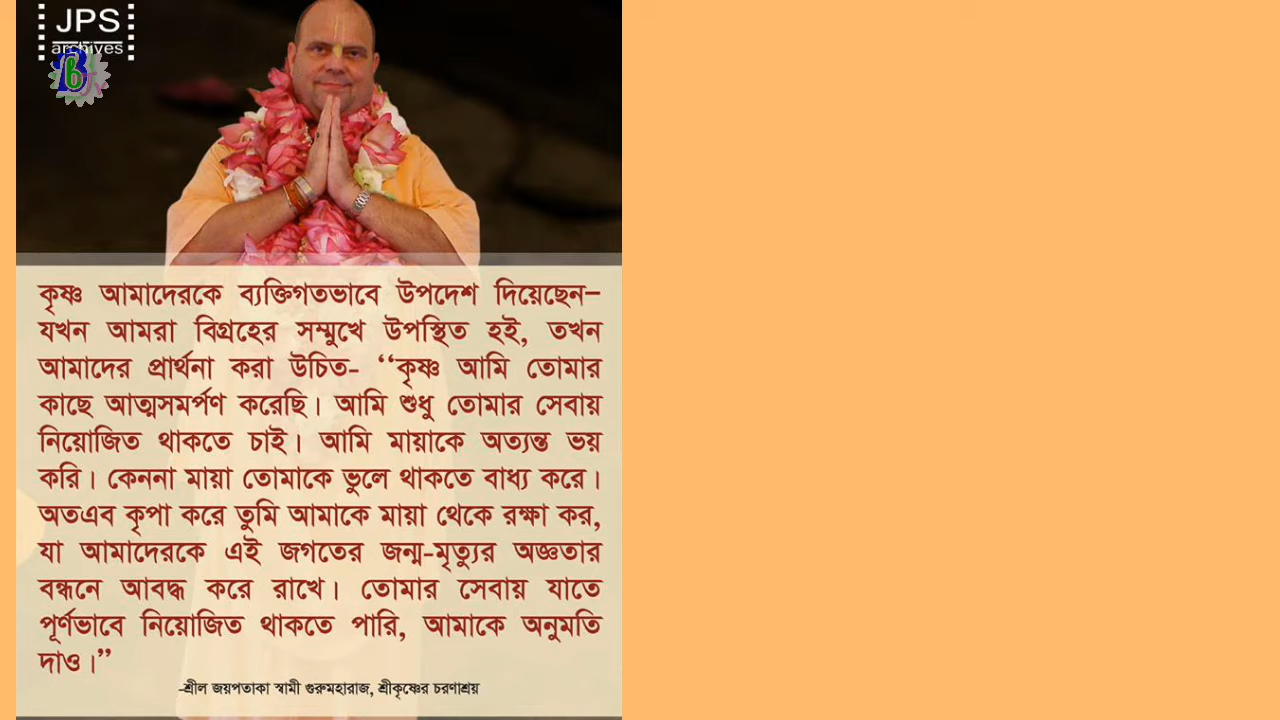 JPS
archives
কৃষ্ণ আমাদেরকে ব্যক্তিগতভাবে উপদেশ দিয়েছেন–
যখন আমরা বিগ্রহের সম্মুখে উপস্থিত হই, তখন
আমাদের প্রার্থনা করা উচিত- ‘‘কৃষ্ণ আমি তোমার
কাছে আত্মসমর্পণ করেছি। আমি শুধু তোমার সেবায়
নিয়োজিত থাকতে চাই। আমি মায়াকে অত্যন্ত ভয়
করি। কেননা মায়া তোমাকে ভুলে থাকতে বাধ্য করে।
অতএব কৃপা করে তুমি আমাকে মায়া থেকে রক্ষা কর,
যা আমাদেরকে এই জগতের জন্ম-মৃত্যুর অজ্ঞতার
বন্ধনে আবদ্ধ করে রাখে। তোমার সেবায় যাতে
পূর্ণভাবে নিয়োজিত থাকতে পারি, আমাকে অনুমতি
দাও।”
-শ্রীল জয়পতাকা স্বামী গুরুমহারাজ, শ্রীকৃষ্ণের চরণাশ্রয়